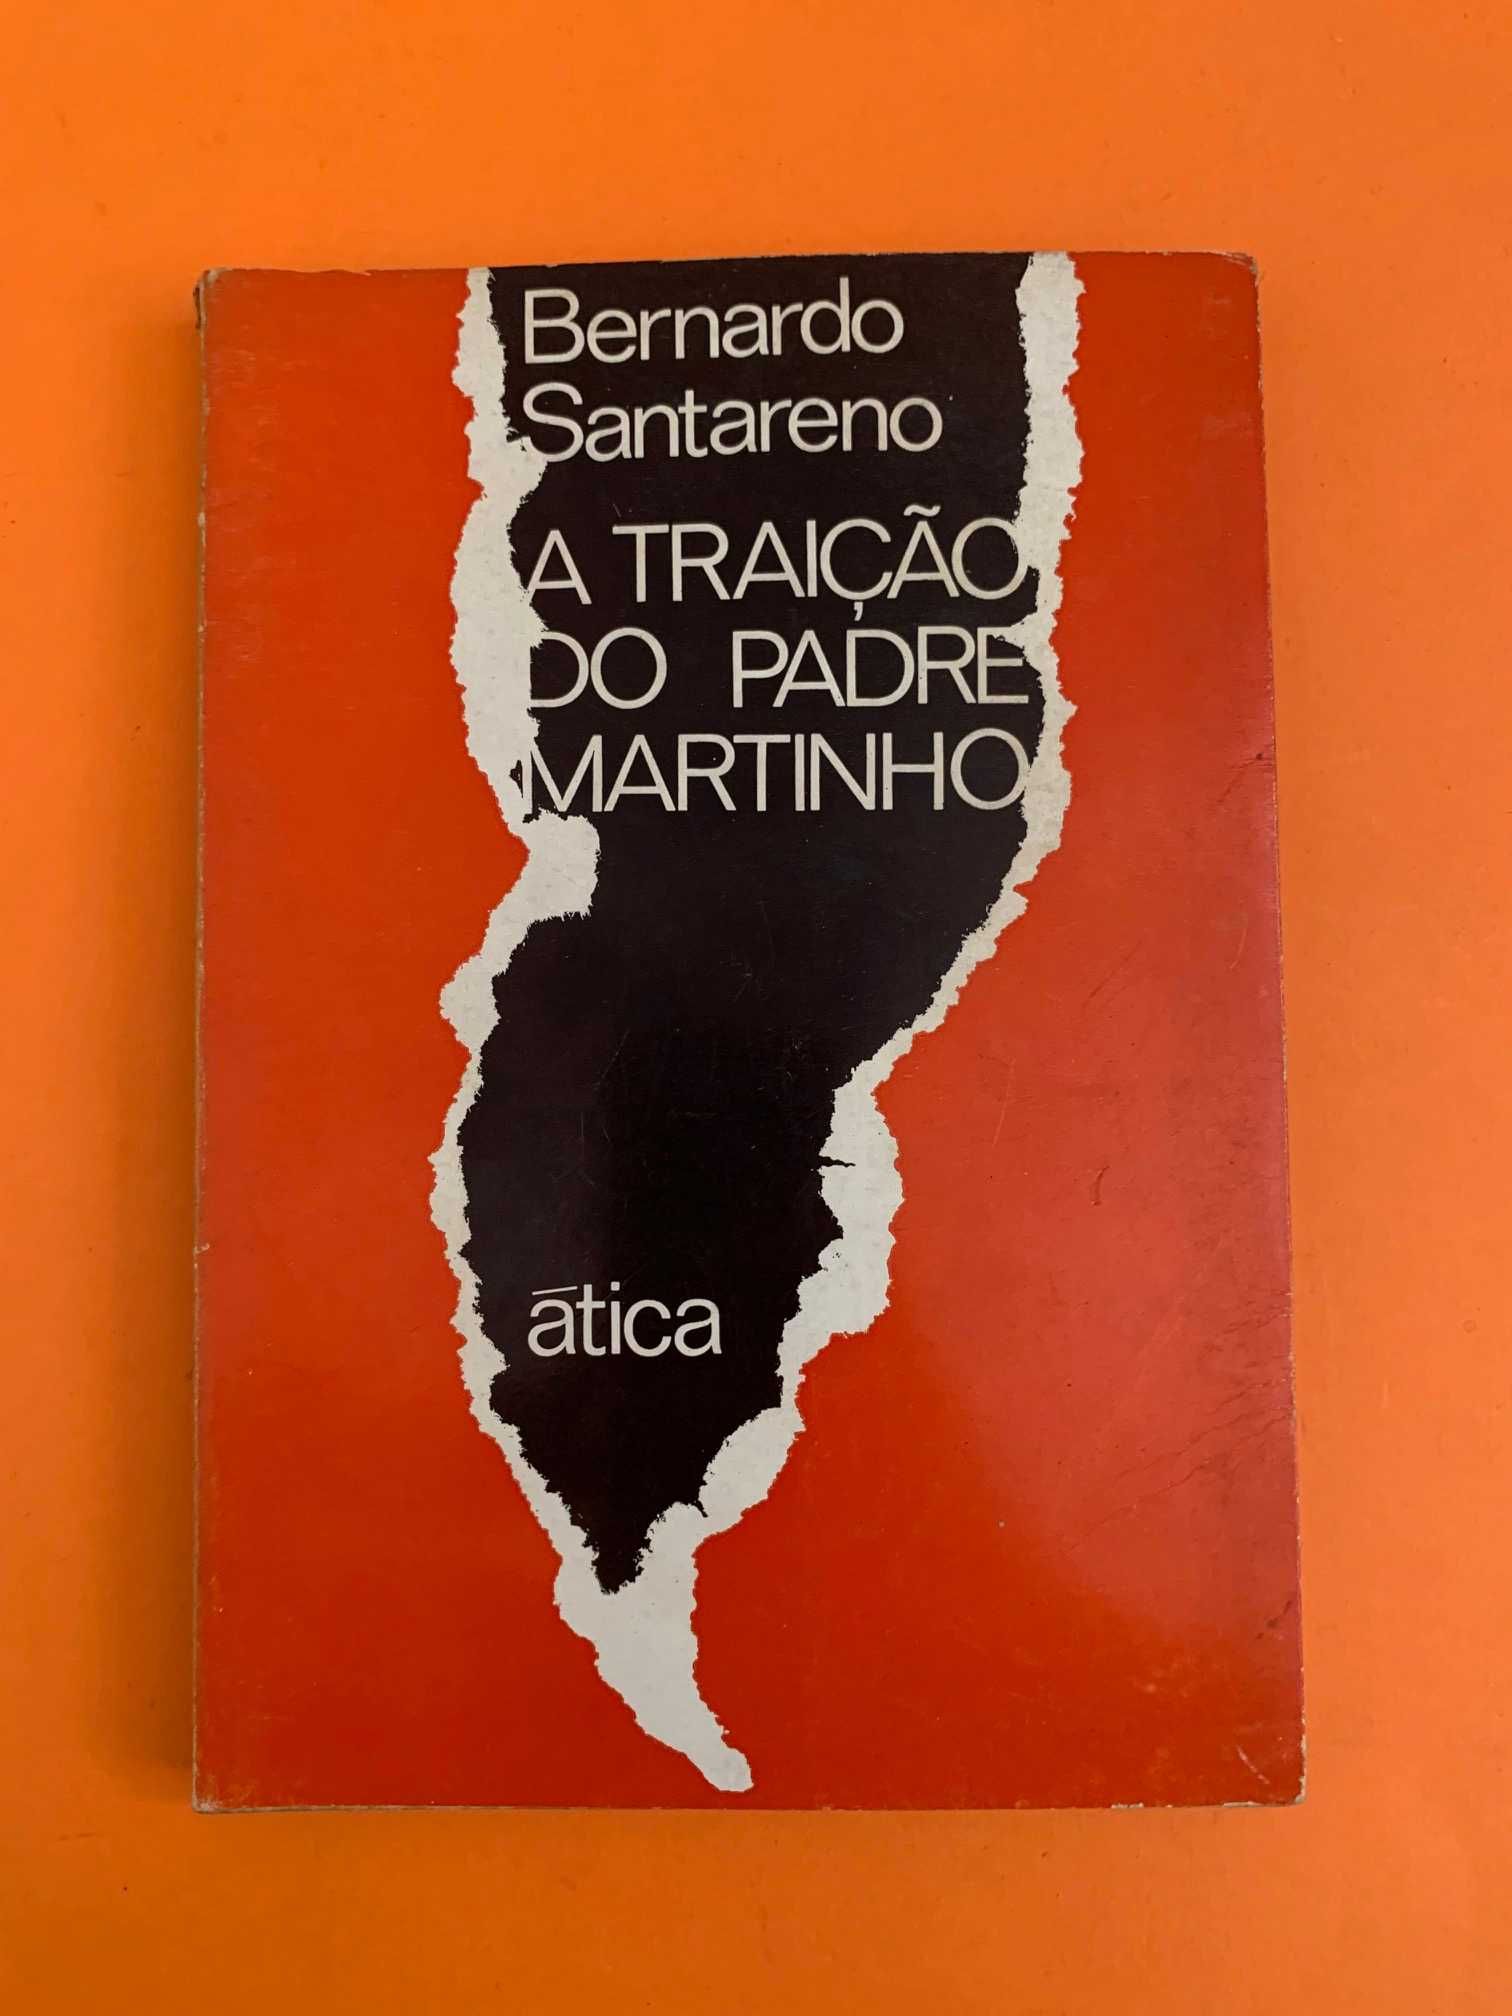 Bernardo
Santareno
A TRAIÇÃO
DO PADRE
MARTINHO
ática